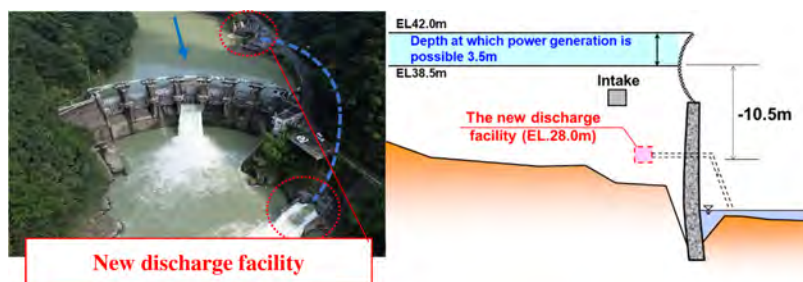 New discharge facility
EL42.0m
Depth at which power generation is
possible 3.5m
EL38.5m
Intake
-10.5m
The new discharge
facility (EL.28.0m)